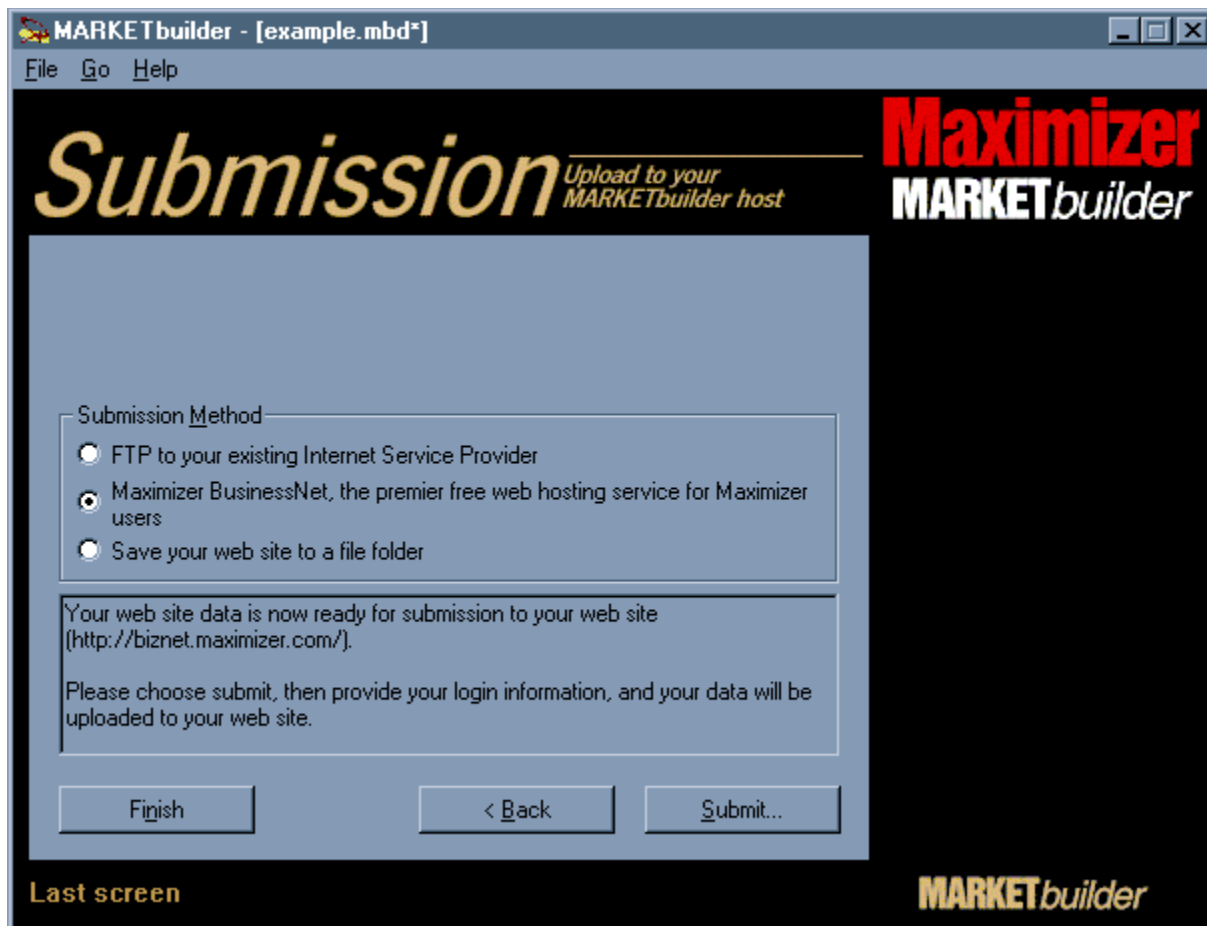 MARKETbuilder - [example.mbd*]
File Go Help
Submission
Upload to your
MARKETbuilder host
Maximizer
MARKETbuilder
Submission Method
FTP to your existing Internet Service Provider
Maximizer BusinessNet, the premier free web hosting service for Maximizer
users
Save your web site to a file folder
Your web site data is now ready for submission to your web site
(http://biznet.maximizer.com/).
Please choose submit, then provide your login information, and your data will be
uploaded to your web site.
Finish < Back Submit...
Last screen
MARKETbuilder